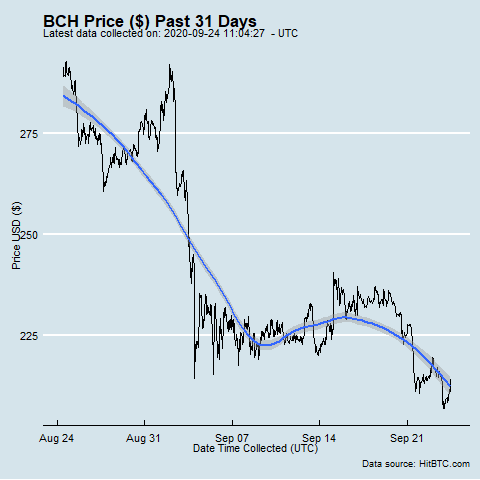 BCH Price ($) Past 31 Days
Latest data collected on: 2020-09-24 11:04:27 - UTC
275
250
225
Price USD ($)
Aug 24 Aug 31 Sep 07 Sep 14 Sep 21
Date Time Collected (UTC)
Data source: HitBTC.com